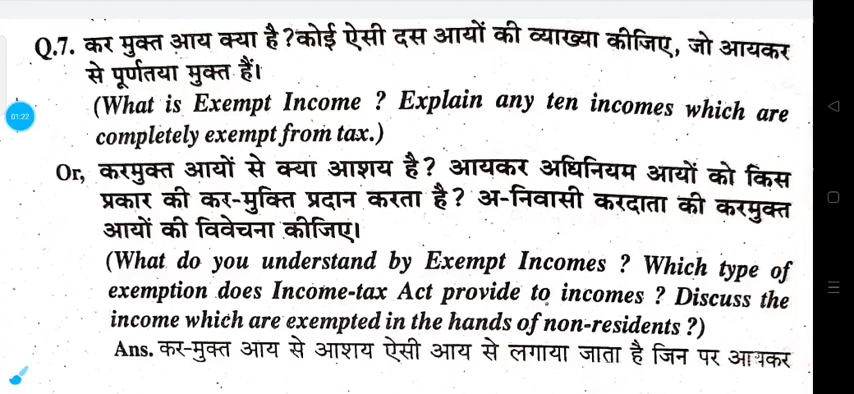 Q.7. कर मुक्त आय क्या है ? कोई ऐसी दस आयों की व्याख्या कीजिए, जो आयकर
से पूर्णतया मुक्त हैं।
(What is Exempt Income ? Explain any ten incomes which are
completely exempt from tax.)
01:22
Or, करमुक्त आयों से क्या आशय है ? आयकर अधिनियम आयों को किस
प्रकार की कर-मुक्ति प्रदान करता है ? अ-निवासी करदाता की करमुक्त
आयों की विवेचना कीजिए।
(What do you understand by Exempt Incomes ? Which type of
exemption does Income-tax Act provide to incomes ? Discuss the
income which are exempted in the hands of non-residents ?)
Ans. कर-मुक्त आय से आशय ऐसी आय से लगाया जाता है जिन पर आयकर